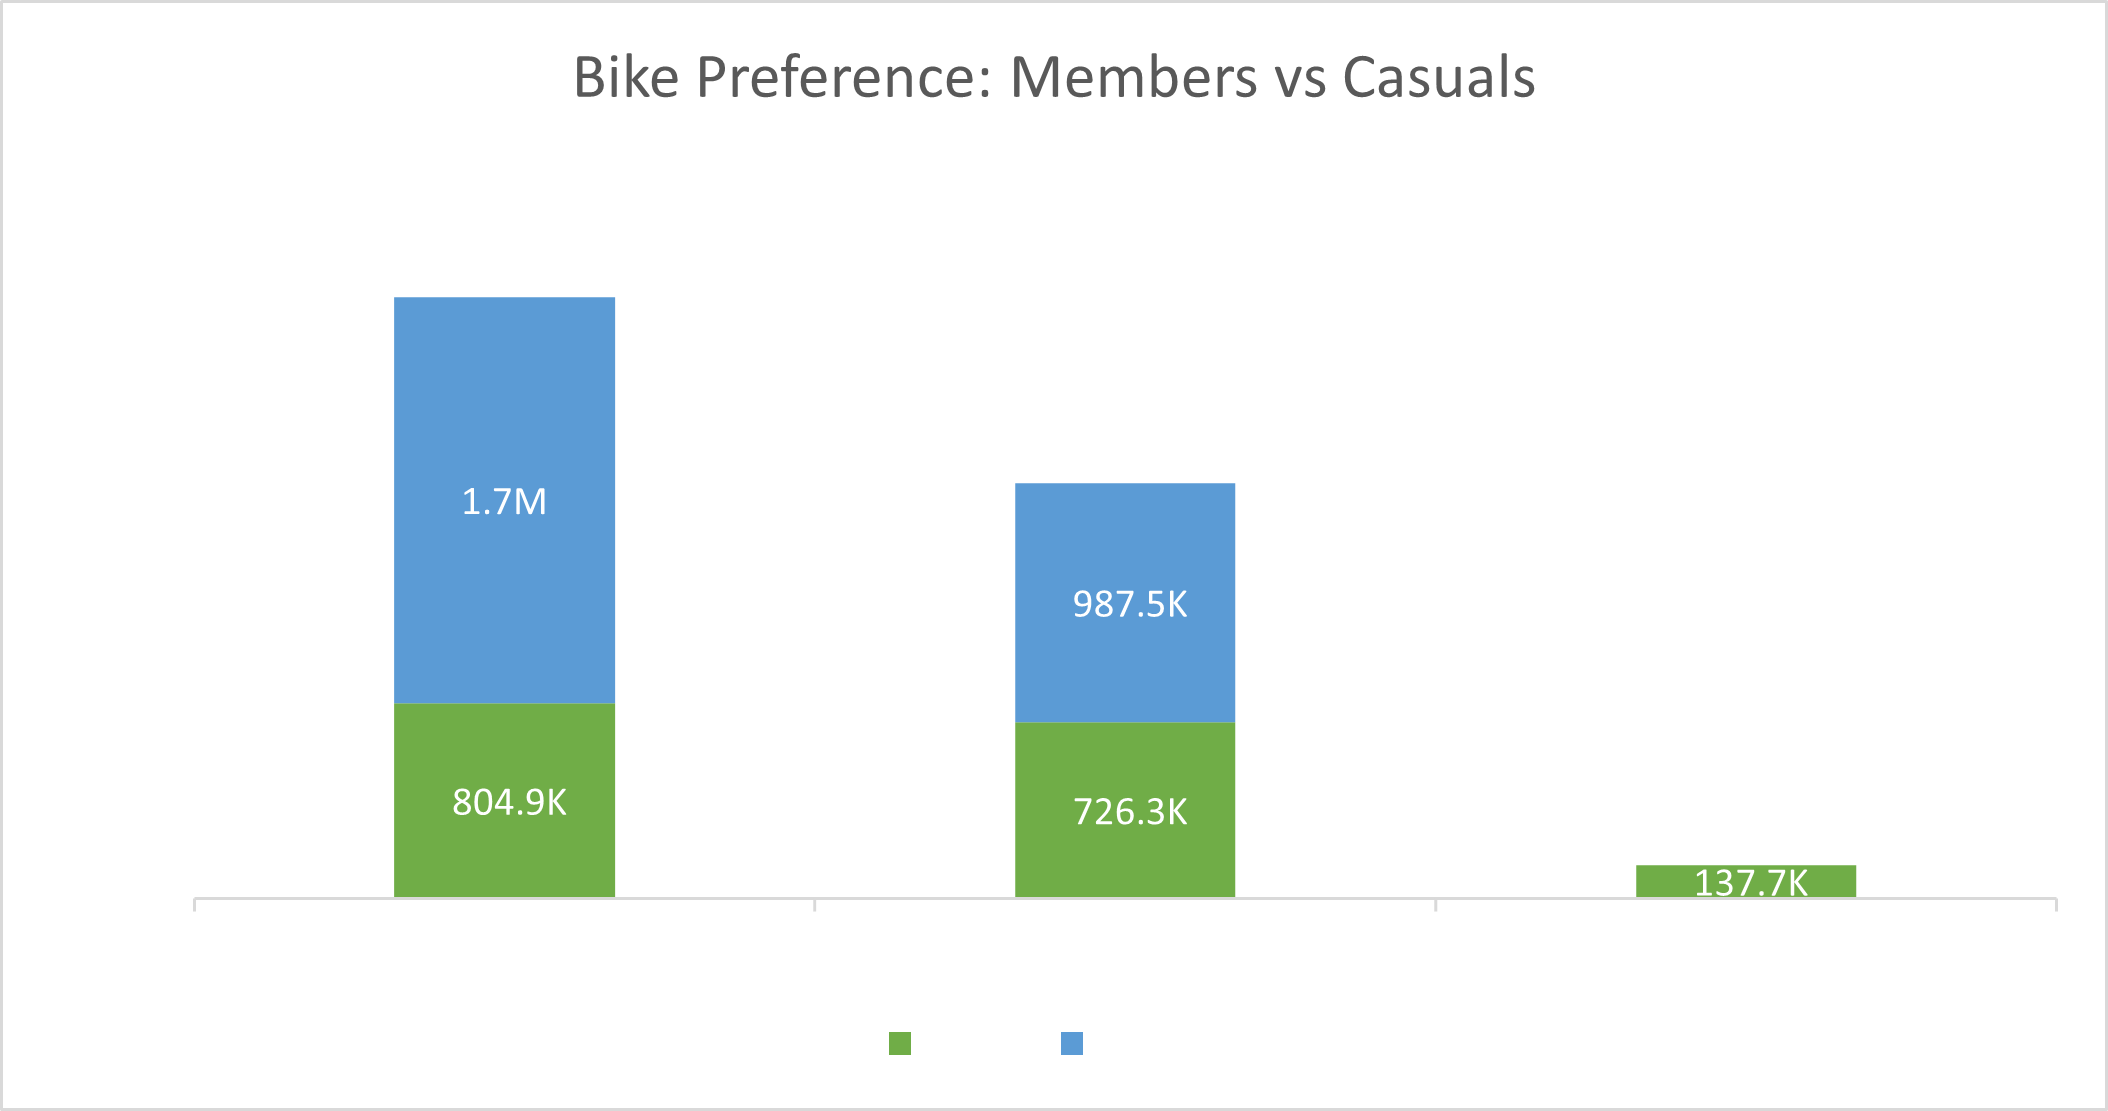 Bike Preference: Members vs Casuals
1.7M
987.5K
804.9K
726.3K
137.7K